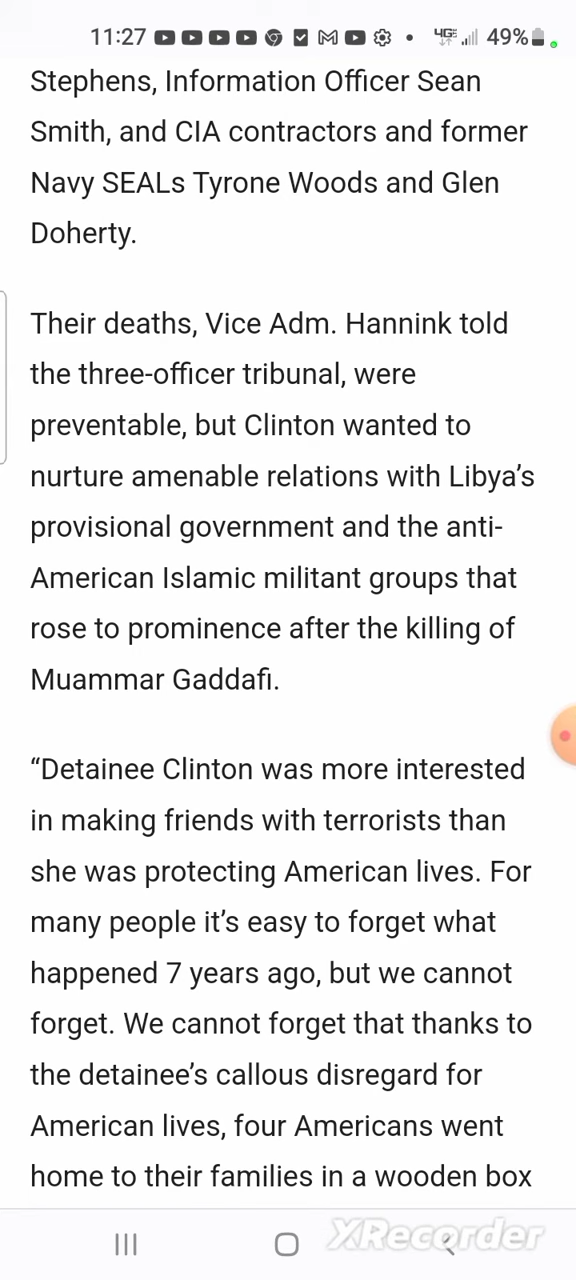 11:27
4G
49%
Stephens, Information Officer Sean
Smith, and CIA contractors and former
Navy SEALs Tyrone Woods and Glen
Doherty.
Their deaths, Vice Adm. Hannink told
the three-officer tribunal, were
preventable, but Clinton wanted to
nurture amenable relations with Libya’s
provisional government and the anti-
American Islamic militant groups that
rose to prominence after the killing of
Muammar Gaddafi.
“Detainee Clinton was more interested
in making friends with terrorists than
she was protecting American lives. For
many people it’s easy to forget what
happened 7 years ago, but we cannot
forget. We cannot forget that thanks to
the detainee’s callous disregard for
American lives, four Americans went
home to their families in a wooden box
XRecorder